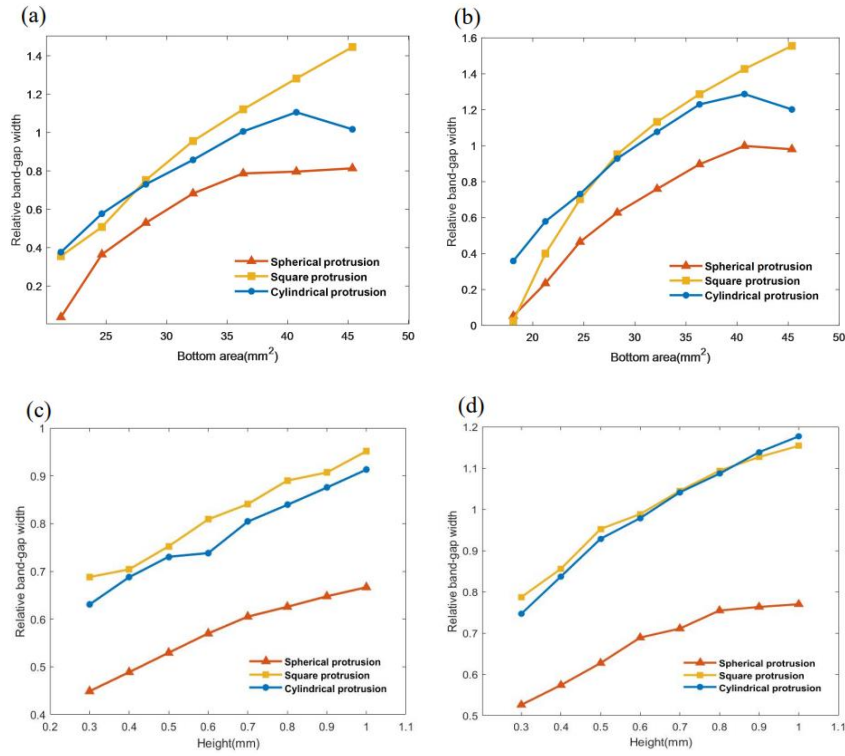 (a)
Relative band-gap width
1.4
1.2
1
0.8
0.6
0.4
0.2
Spherical protrusion
Square protrusion
Cylindrical protrusion
25 30 35 40 45 50
Bottom area(mm²)
(b)
Relative band-gap width
1.6
1.4
1.2
1
0.8
0.6
0.4
0.2
0
Spherical protrusion
Square protrusion
Cylindrical protrusion
20 25 30 35 40 45 50
Bottom area(mm²)
(c)
Relative band-gap width
1
0.9
0.8
0.7
0.6
0.5
0.4
Spherical protrusion
Square protrusion
Cylindrical protrusion
0.2 0.3 0.4 0.5 0.6 0.7 0.8 0.9 1 1.1
Height(mm)
(d)
Relative band-gap width
1.2
1.1
1
0.9
0.8
0.7
0.6
0.5
Spherical protrusion
Square protrusion
Cylindrical protrusion
0.3 0.4 0.5 0.6 0.7 0.8 0.9 1 1.1
Height(mm)